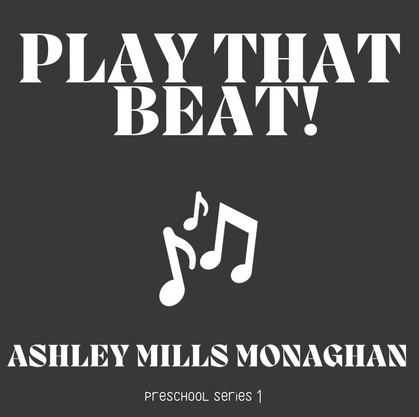 PLAY THAT
BEAT!
ASHLEY MILLS MONAGHAN
PRESCHOOL series 1